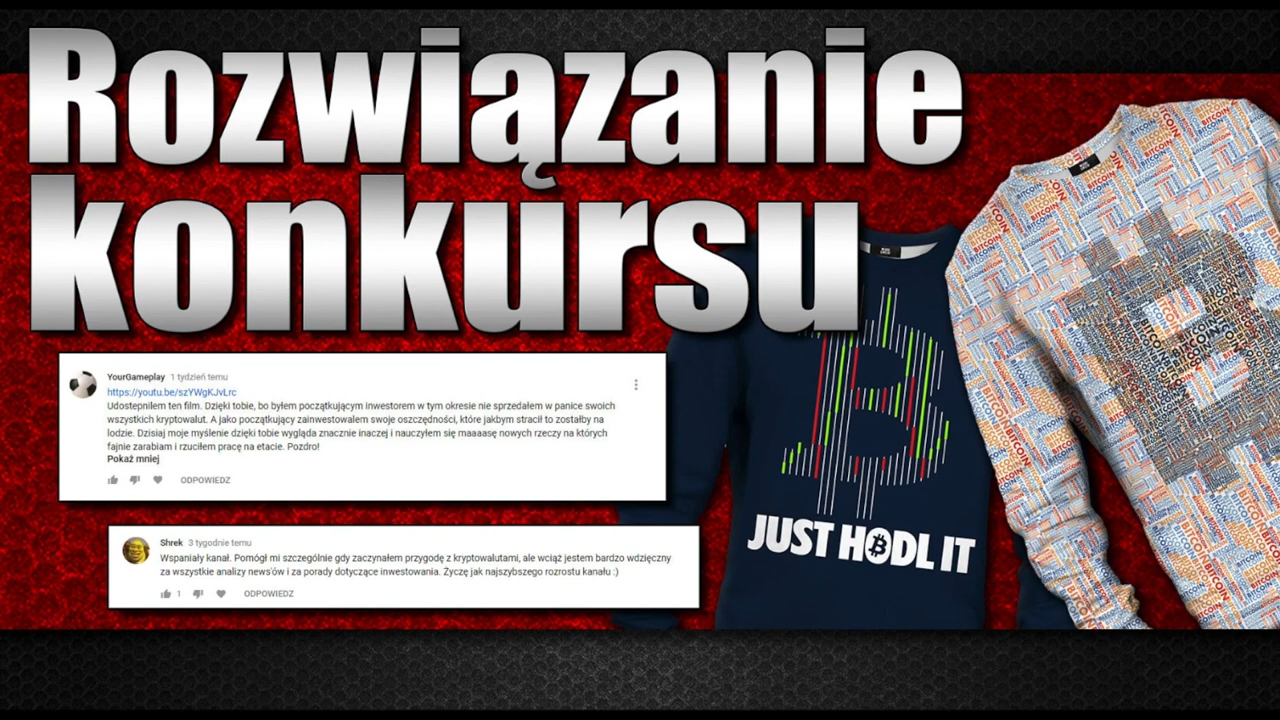 Rozwiązanie
konkursu
YourGameplay 1 tydzień temu
https://youtu.be/szYWgKJvLrc
Udostepnilem ten film. Dzięki tobie, bo byłem początkującym inwestorem w tym okresie nie sprzedałem w panice swoich
wszystkich kryptowalut. A jako początkujący zainwestowalem swoje oszczędności, które jakbym stracił to zostałby na
lodzie. Dzisiaj moje myślenie dzięki tobie wygląda znacznie inaczej i nauczyłem się maaaasę nowych rzeczy na których
fajnie zarabiam i rzuciłem pracę na etacie. Pozdro!
Pokaż mniej
ODPOWIEDZ
Shrek 3 tygodnie temu
Wspaniały kanał. Pomógł mi szczególnie gdy zaczynałem przygodę z kryptowalutami, ale wciąż jestem bardzo wdzięczny
za wszystkie analizy news'ów i za porady dotyczące inwestowania. Życzę jak najszybszego rozrostu kanału :)
1 ODPOWIEDZ
JUST HODL IT
BITCOIN